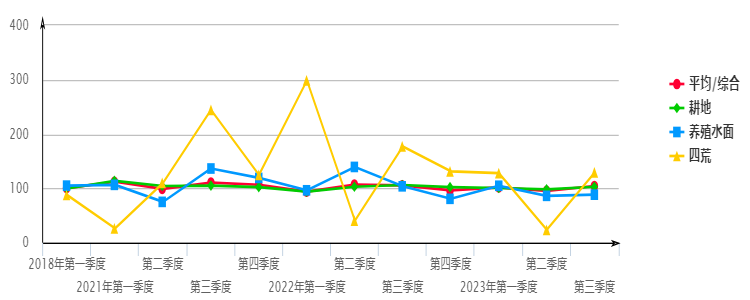 400
300
200
100
0
平均/综合
耕地
养殖水面
四荒
2018年第一季度 第二季度 第四季度 第二季度 第四季度 第二季度
2021年第一季度 第三季度 2022年第一季度 第三季度 2023年第一季度 第三季度